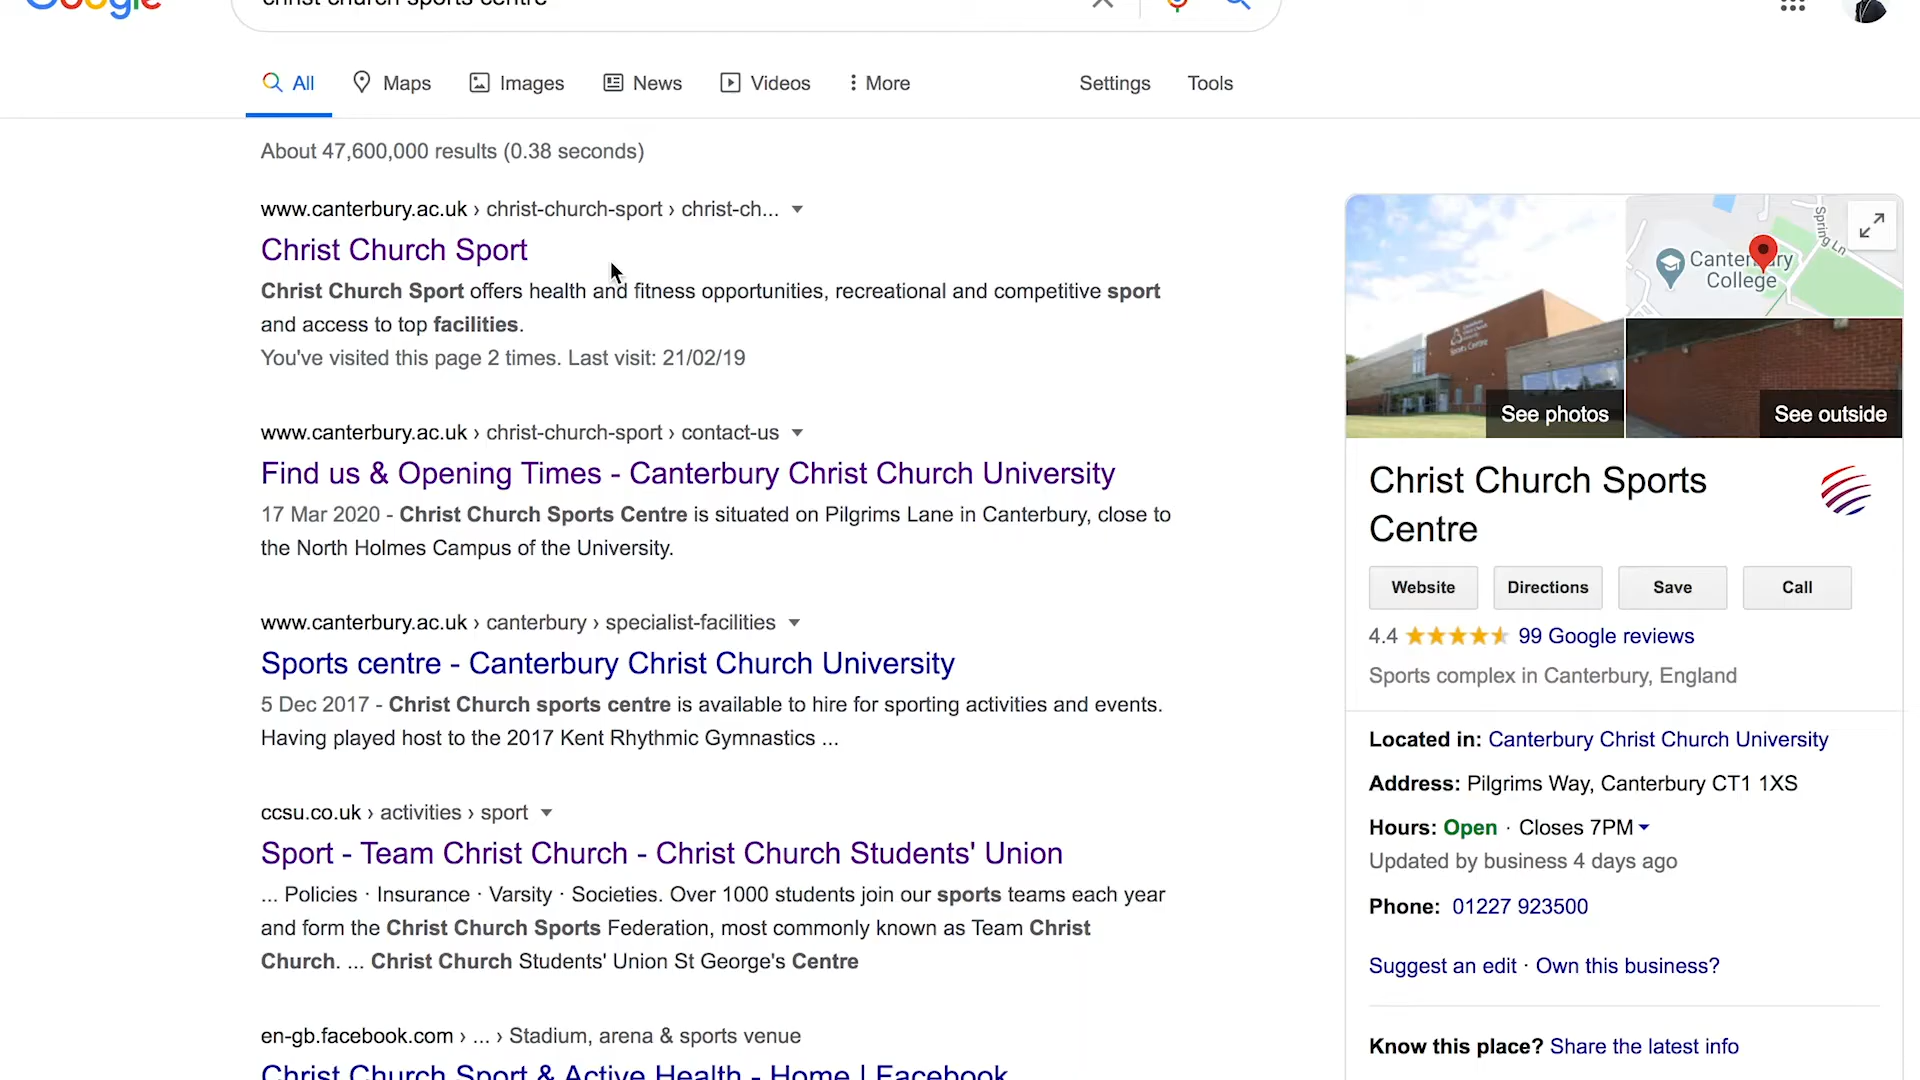 Google
christ church sports centre
All Maps Images News Videos More Settings Tools
About 47,600,000 results (0.38 seconds)
www.canterbury.ac.uk › christ-church-sport › christ-ch...
Christ Church Sport
Christ Church Sport offers health and fitness opportunities, recreational and competitive sport
and access to top facilities.
You've visited this page 2 times. Last visit: 21/02/19
www.canterbury.ac.uk › christ-church-sport › contact-us
Find us & Opening Times - Canterbury Christ Church University
17 Mar 2020 - Christ Church Sports Centre is situated on Pilgrims Lane in Canterbury, close to
the North Holmes Campus of the University.
www.canterbury.ac.uk › canterbury › specialist-facilities
Sports centre - Canterbury Christ Church University
5 Dec 2017 - Christ Church sports centre is available to hire for sporting activities and events.
Having played host to the 2017 Kent Rhythmic Gymnastics ...
ccsu.co.uk › activities › sport
Sport - Team Christ Church - Christ Church Students' Union
... Policies · Insurance · Varsity · Societies. Over 1000 students join our sports teams each year
and form the Christ Church Sports Federation, most commonly known as Team Christ
Church. ... Christ Church Students' Union St George's Centre
en-gb.facebook.com › ... › Stadium, arena & sports venue
Christ Church Sport & Active Health - Home | Facebook
Spring Ln
Canterbury
College
Sports Centre
See photos
See outside
Christ Church Sports
Centre
Website Directions Save Call
4.4 99 Google reviews
Sports complex in Canterbury, England
Located in: Canterbury Christ Church University
Address: Pilgrims Way, Canterbury CT1 1XS
Hours: Open · Closes 7PM
Updated by business 4 days ago
Phone: 01227 923500
Suggest an edit · Own this business?
Know this place? Share the latest info